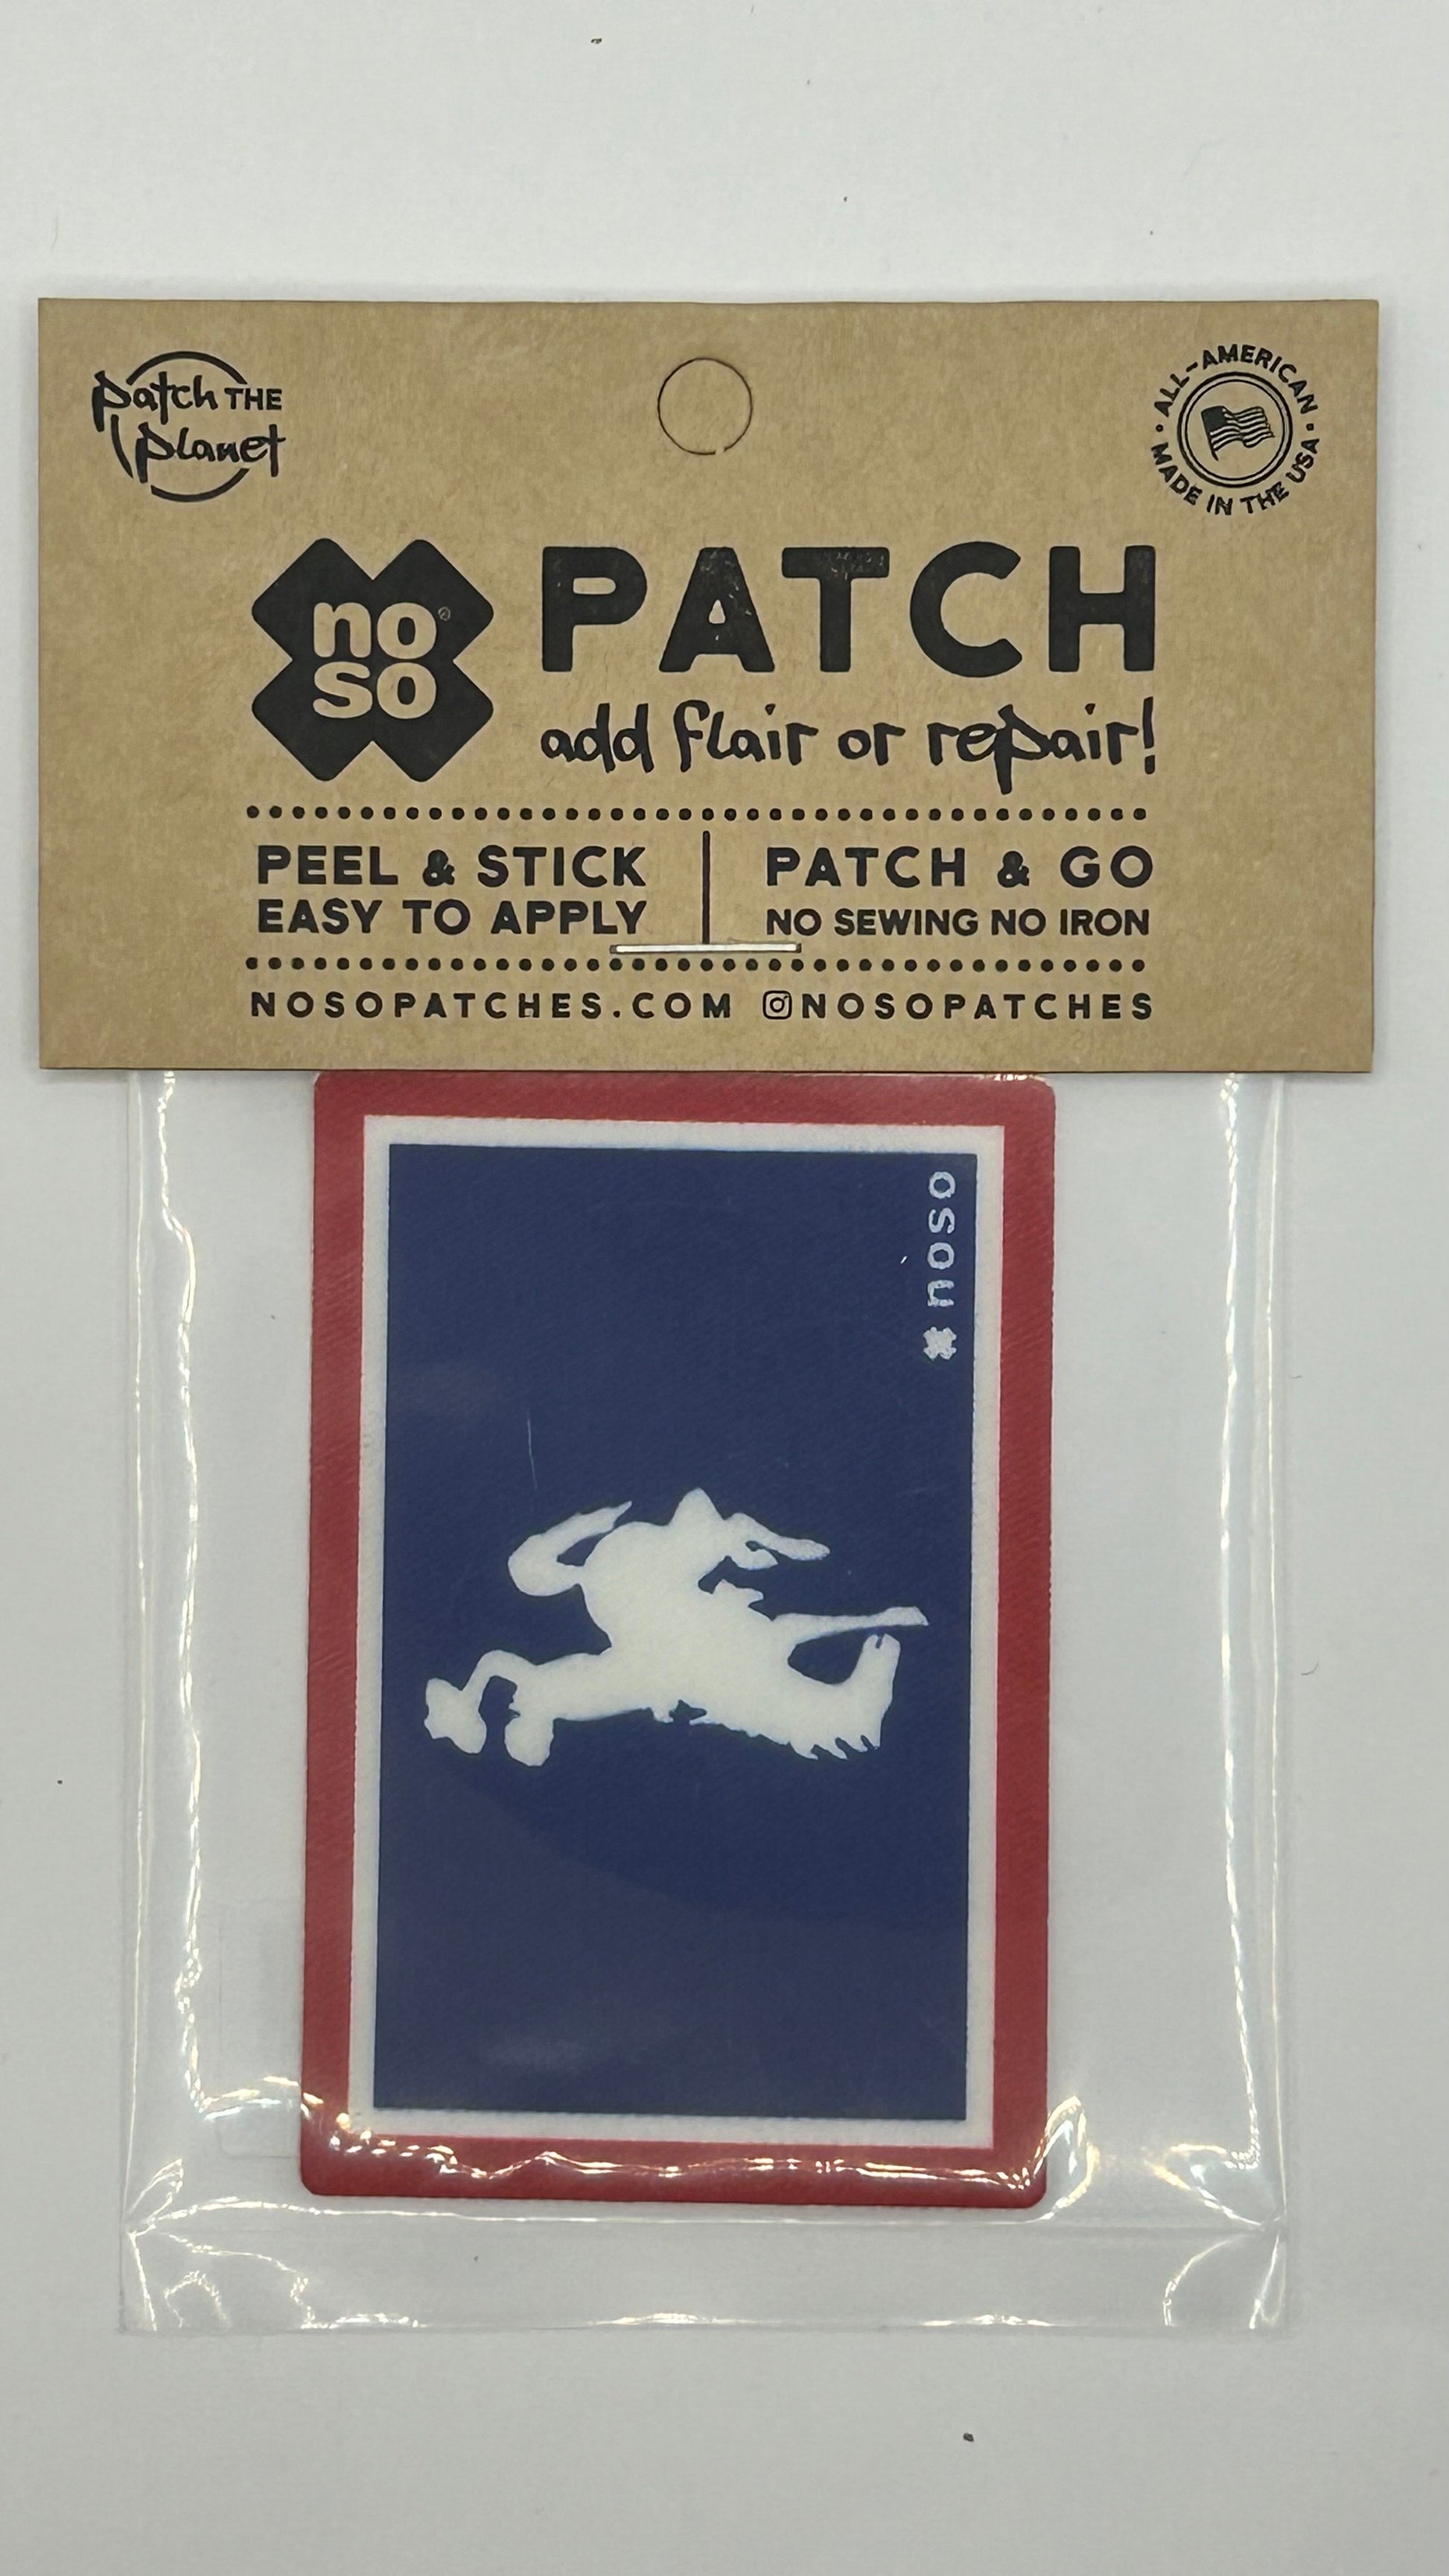 patch THE
planet
ALL-AMERICAN
MADE IN THE USA
no®
so
PATCH
add flair or repair!
PEEL & STICK
EASY TO APPLY
PATCH & GO
NO SEWING NO IRON
NOSOPATCHES.COM NOSOPATCHES
noso